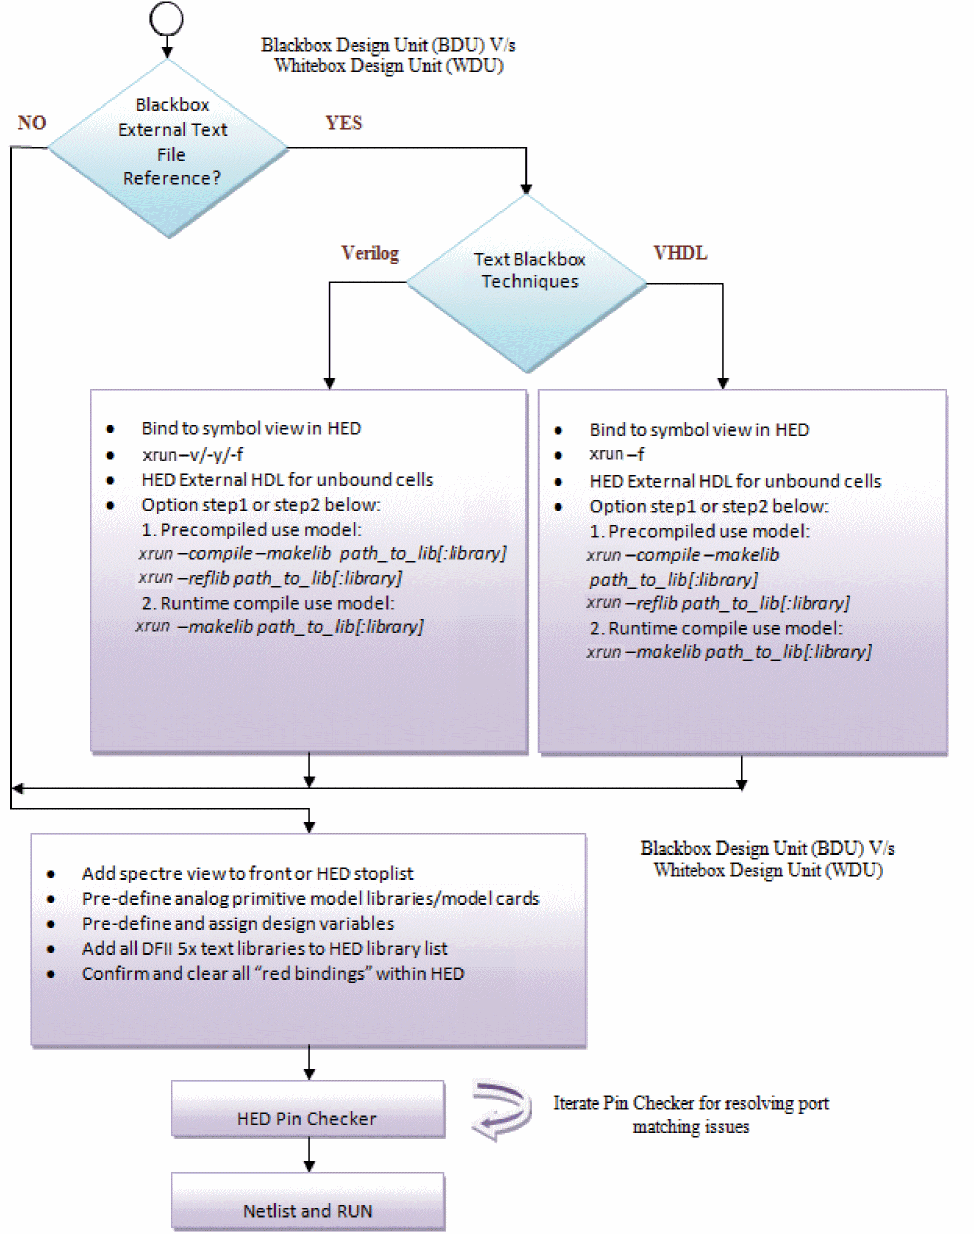 Blackbox Design Unit (BDU) V/s
Whitebox Design Unit (WDU)
Blackbox
External Text
File
Reference?
NO
YES
Text Blackbox
Techniques
Verilog
VHDL
● Bind to symbol view in HED
● xrun –v/-y/-f
● HED External HDL for unbound cells
● Option step1 or step2 below:
1. Precompiled use model:
xrun –compile –makelib path_to_lib[:library]
xrun –reflib path_to_lib[:library]
2. Runtime compile use model:
xrun –makelib path_to_lib[:library]
● Bind to symbol view in HED
● xrun –f
● HED External HDL for unbound cells
● Option step1 or step2 below:
1. Precompiled use model:
xrun –compile –makelib
path_to_lib[:library]
xrun –reflib path_to_lib[:library]
2. Runtime compile use model:
xrun –makelib path_to_lib[:library]
Blackbox Design Unit (BDU) V/s
Whitebox Design Unit (WDU)
● Add spectre view to front or HED stoplist
● Pre-define analog primitive model libraries/model cards
● Pre-define and assign design variables
● Add all DFII 5x text libraries to HED library list
● Confirm and clear all “red bindings” within HED
HED Pin Checker
Iterate Pin Checker for resolving port
matching issues
Netlist and RUN